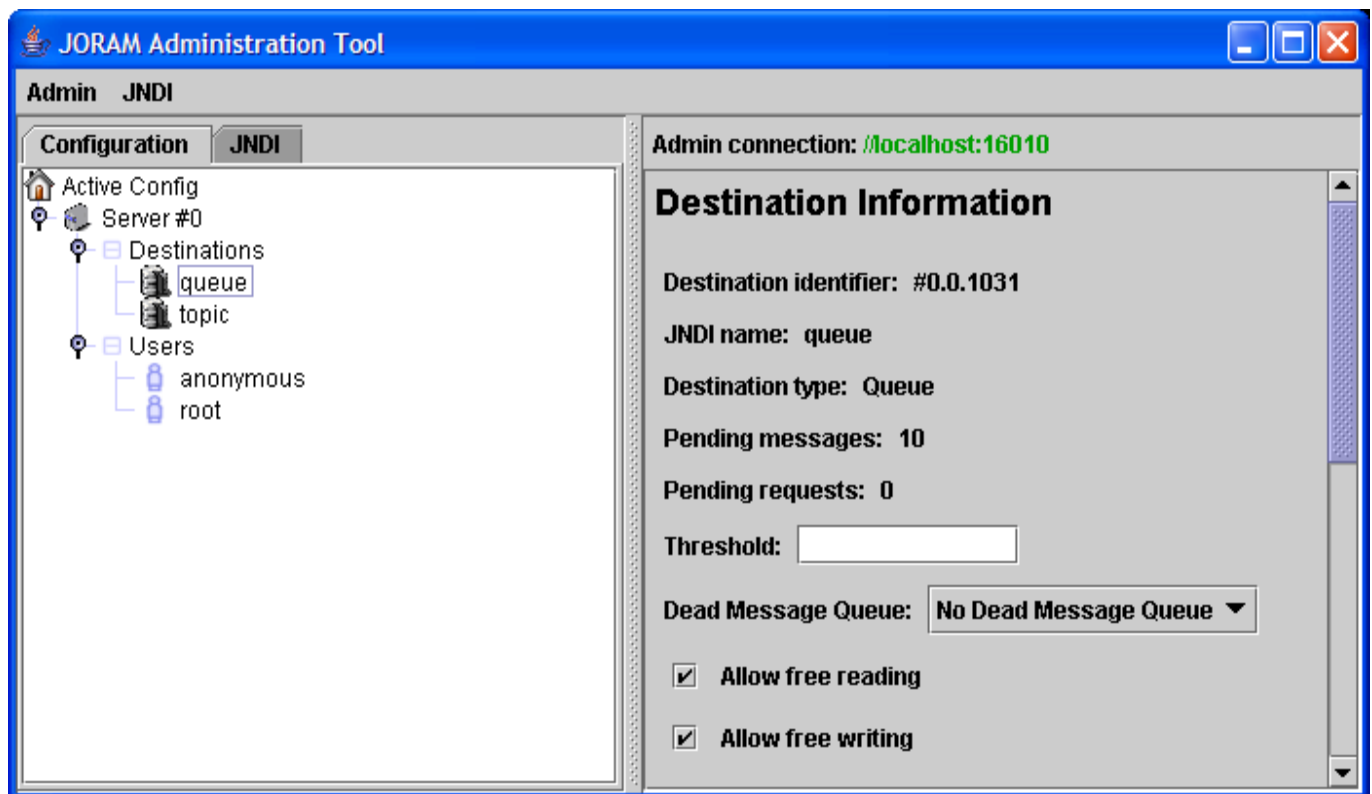 JORAM Administration Tool
Admin JNDI
Configuration JNDI
Active Config
Server #0
Destinations
queue
topic
Users
anonymous
root
Admin connection: //localhost:16010
Destination Information
Destination identifier: #0.0.1031
JNDI name: queue
Destination type: Queue
Pending messages: 10
Pending requests: 0
Threshold:
Dead Message Queue: No Dead Message Queue
Allow free reading
Allow free writing